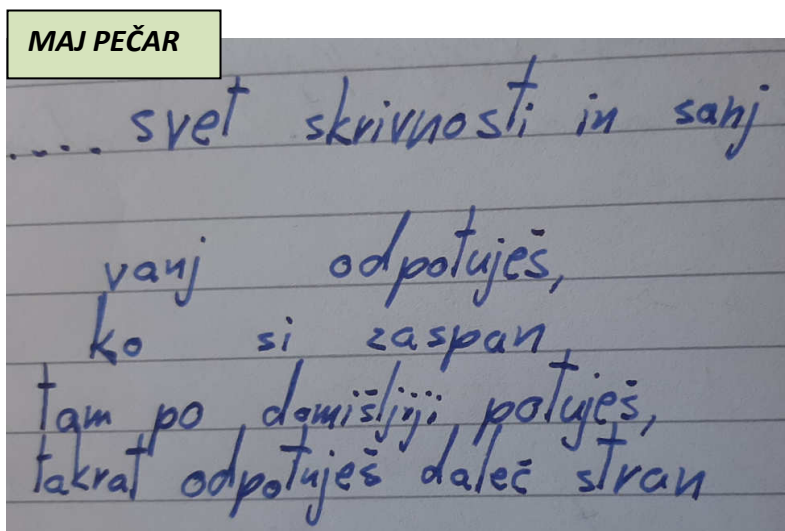 MAJ PEČAR
.... svet skrivnosti in sanj
vanj odpotuješ,
ko si zaspan,
tam po domišljiji potuješ,
takrat odpotuješ daleč stran